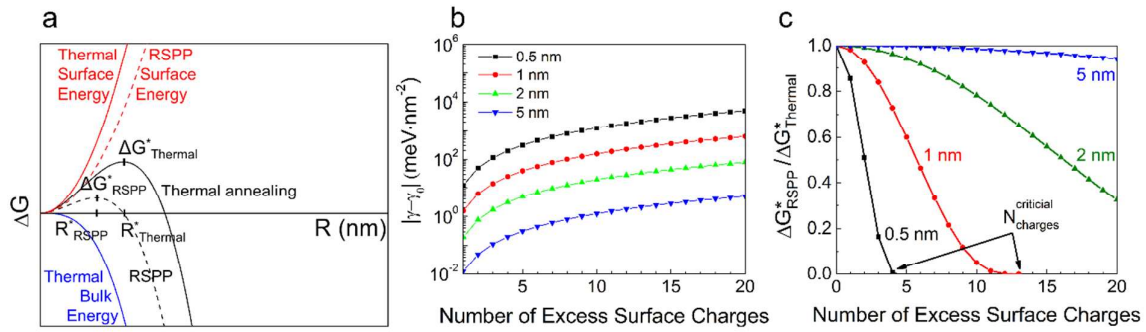 a
Thermal
Surface
Energy
RSPP
Surface
Energy
ΔG*Thermal
ΔG*RSPP
Thermal annealing
ΔG
R (nm)
R*RSPP
R*Thermal
RSPP
Thermal
Bulk
Energy
b
0.5 nm
1 nm
2 nm
5 nm
|γ-γ0| (meV·nm-2)
10^6
10^4
10^2
10^0
10^-2
5
10
15
20
Number of Excess Surface Charges
c
ΔG*RSPP / ΔG*Thermal
1.0
0.8
0.6
0.4
0.2
0.0
5 nm
2 nm
1 nm
0.5 nm
N criticial charges
0
5
10
15
20
Number of Excess Surface Charges